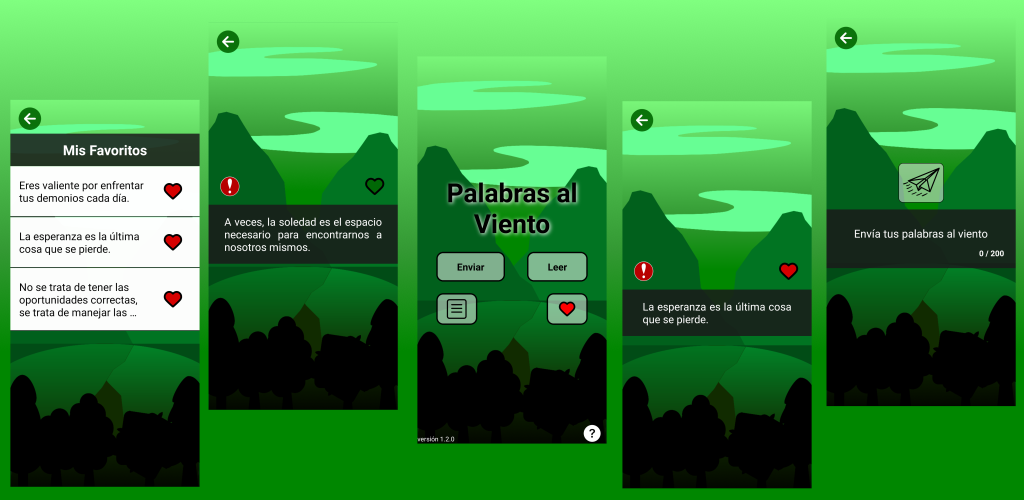 Mis Favoritos
Eres valiente por enfrentar
tus demonios cada día.
La esperanza es la última
cosa que se pierde.
No se trata de tener las
oportunidades correctas,
se trata de manejar las ...
A veces, la soledad es el espacio
necesario para encontrarnos a
nosotros mismos.
Palabras al
Viento
Enviar
Leer
versión 1.2.0
?
La esperanza es la última cosa
que se pierde.
Envía tus palabras al viento
0 / 200